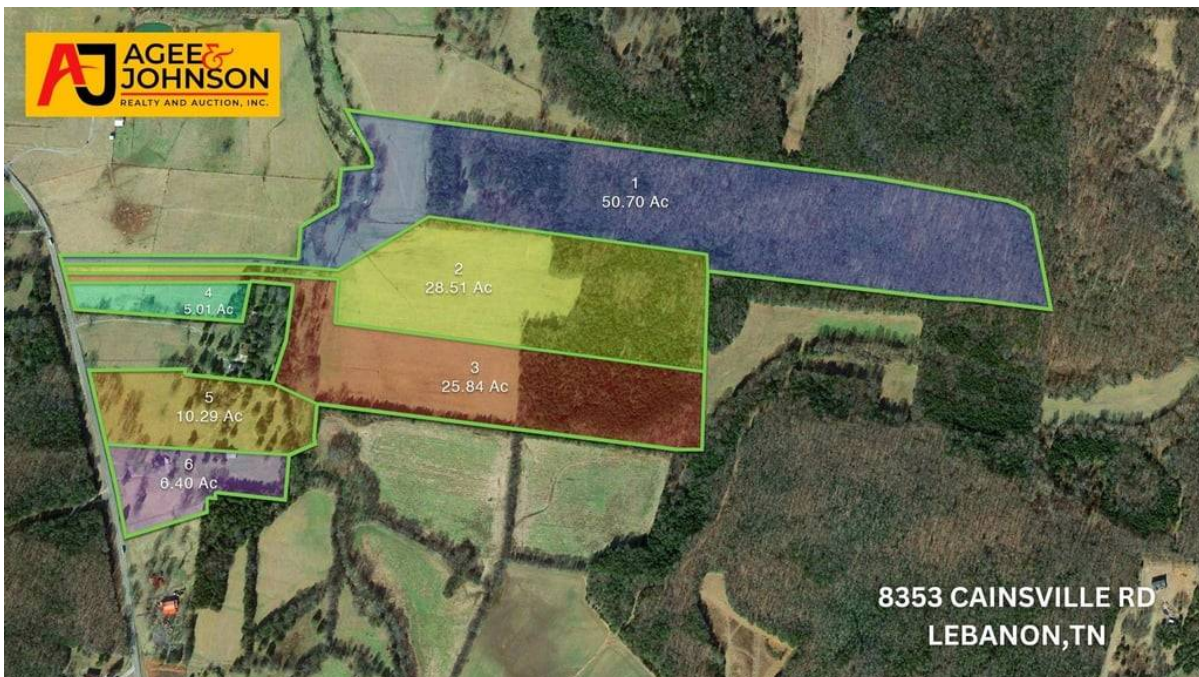 AJ AGEE &
JOHNSON
REALTY AND AUCTION, INC.
1
50.70 Ac
2
28.51 Ac
4
5.01 Ac
3
25.84 Ac
5
10.29 Ac
6
6.40 Ac
8353 CAINSVILLE RD
LEBANON,TN